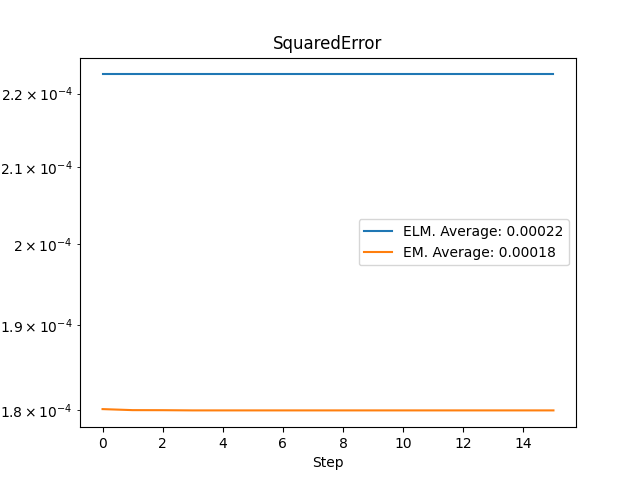 SquaredError
2.2 × 10⁻⁴
2.1 × 10⁻⁴
2 × 10⁻⁴
1.9 × 10⁻⁴
1.8 × 10⁻⁴
ELM. Average: 0.00022
EM. Average: 0.00018
0 2 4 6 8 10 12 14
Step